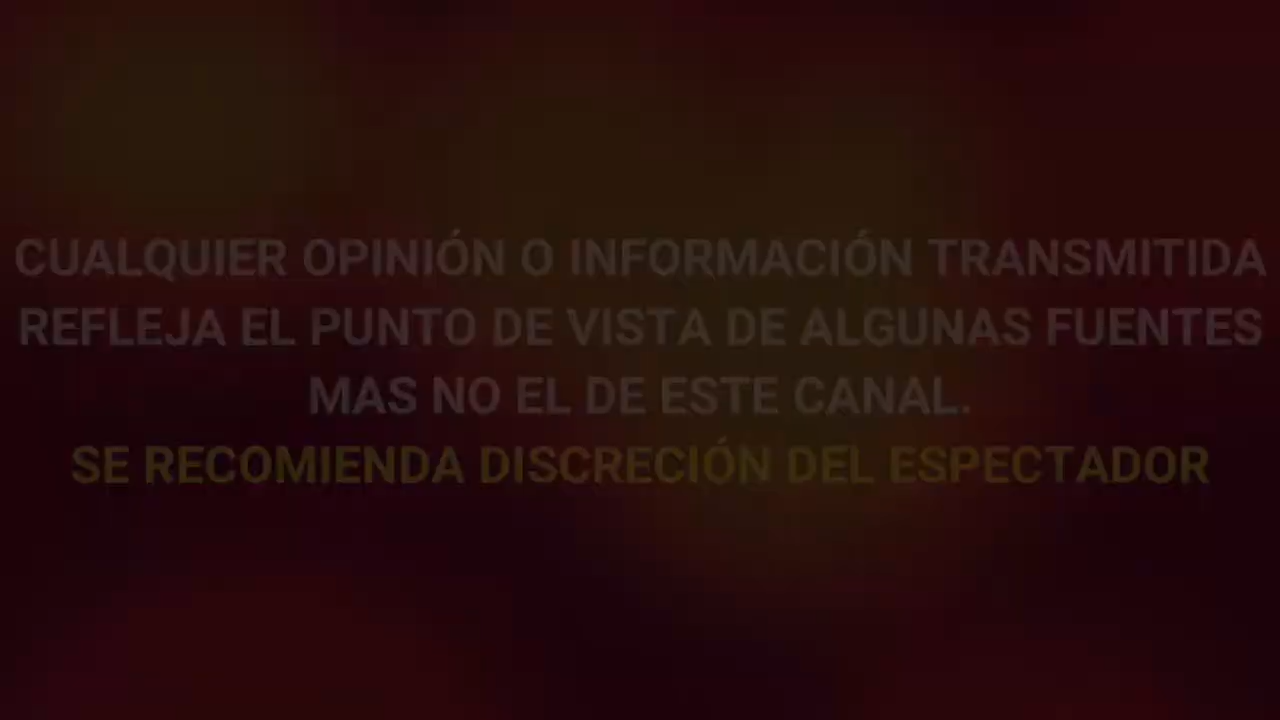 CUALQUIER OPINIÓN O INFORMACIÓN TRANSMITIDA
REFLEJA EL PUNTO DE VISTA DE ALGUNAS FUENTES
MAS NO EL DE ESTE CANAL.
SE RECOMIENDA DISCRECIÓN DEL ESPECTADOR